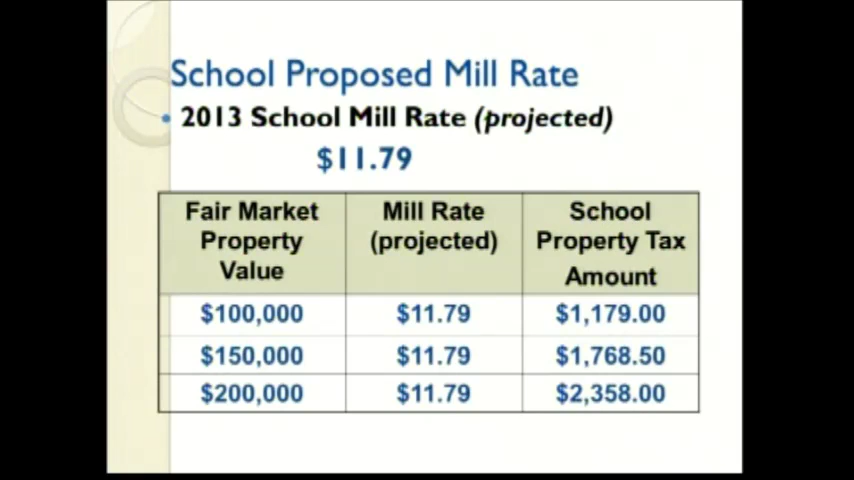 School Proposed Mill Rate
2013 School Mill Rate (projected)
$11.79
Fair Market Property Value
Mill Rate (projected)
School Property Tax Amount
$100,000 $11.79 $1,179.00
$150,000 $11.79 $1,768.50
$200,000 $11.79 $2,358.00